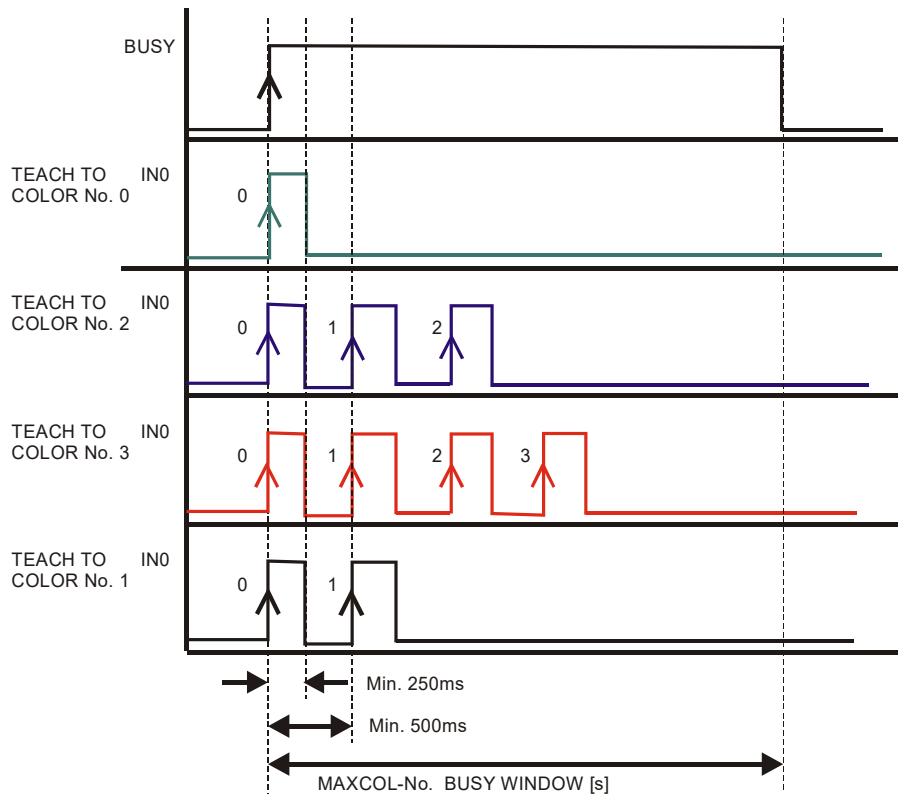 BUSY
TEACH TO IN0
COLOR No. 0 0
TEACH TO IN0
COLOR No. 2 0 1 2
TEACH TO IN0
COLOR No. 3 0 1 2 3
TEACH TO IN0
COLOR No. 1 0 1
Min. 250ms
Min. 500ms
MAXCOL-No. BUSY WINDOW [s]